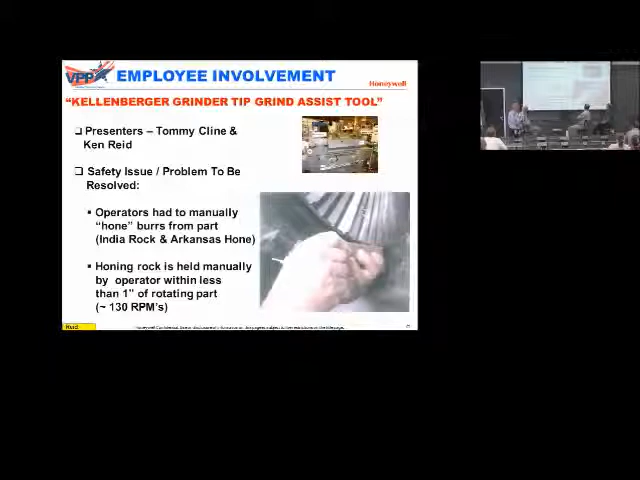 VPP
EMPLOYEE INVOLVEMENT
Honeywell
“KELLENBERGER GRINDER TIP GRIND ASSIST TOOL”
❑ Presenters – Tommy Cline &
Ken Reid
❑ Safety Issue / Problem To Be
Resolved:
▪ Operators had to manually
“hone” burrs from part
(India Rock & Arkansas Hone)
▪ Honing rock is held manually
by operator within less
than 1” of rotating part
(~ 130 RPM’s)
Reid